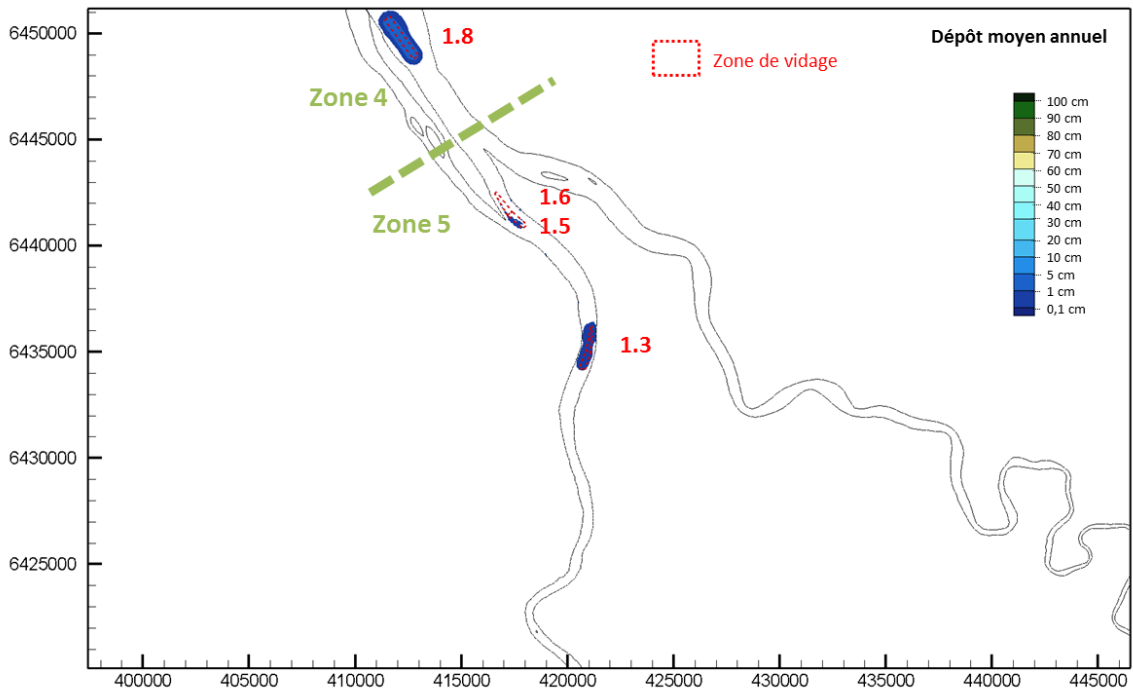 6450000
6445000
6440000
6435000
6430000
6425000
1.8
Zone de vidage
Dépôt moyen annuel
Zone 4
Zone 5
1.6
1.5
1.3
100 cm
90 cm
80 cm
70 cm
60 cm
50 cm
40 cm
30 cm
20 cm
10 cm
5 cm
1 cm
0,1 cm
400000 405000 410000 415000 420000 425000 430000 435000 440000 445000